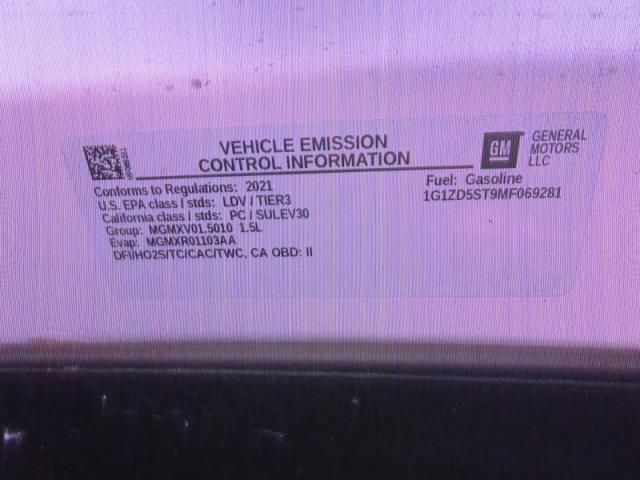 VEHICLE EMISSION
CONTROL INFORMATION
GM
GENERAL
MOTORS
LLC
Conforms to Regulations: 2021
U.S. EPA class / stds: LDV / TIER3
California class / stds: PC / SULEV30
Group: MGMXV01.5010 1.5L
Evap: MGMXR01103AA
DFI/HO2S/TC/CAC/TWC, CA OBD: II
Fuel: Gasoline
1G1ZD5ST9MF069281